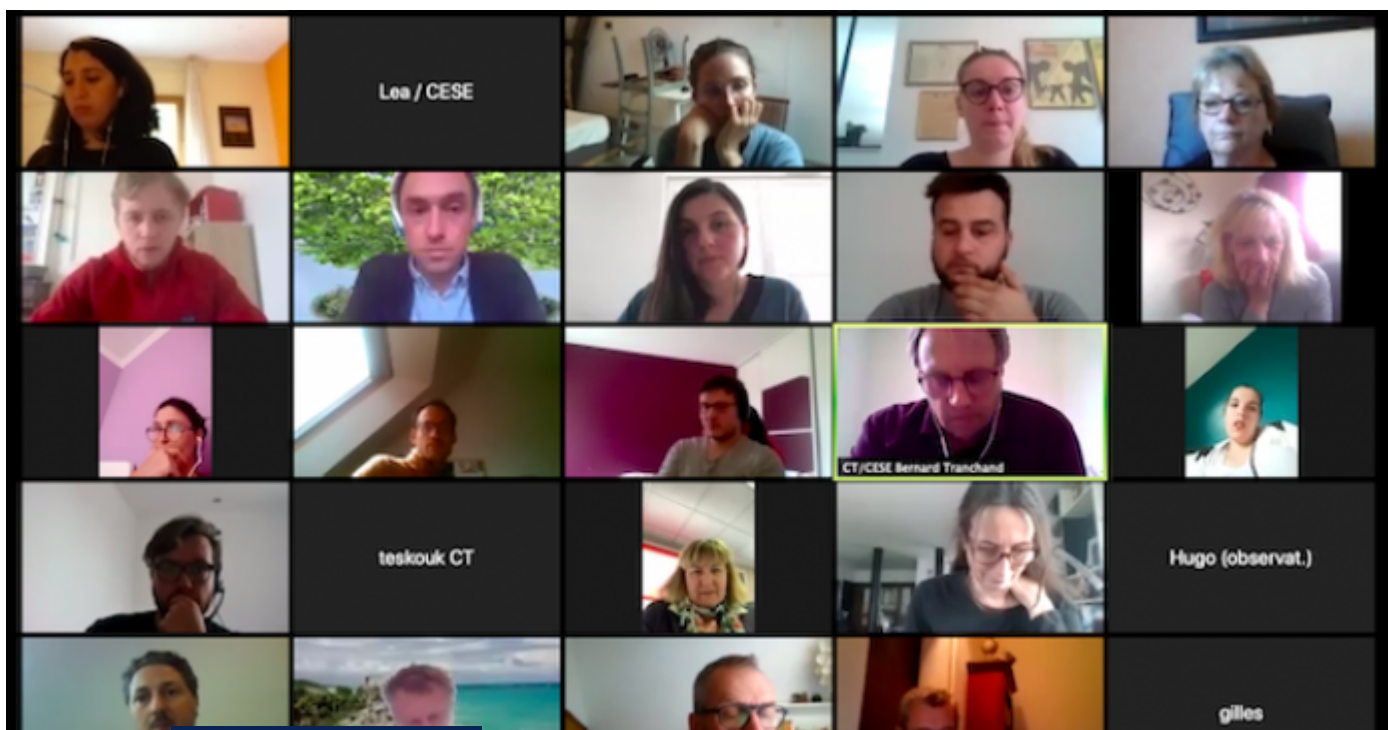 Lea / CESE
CT/CESE Bernard Tranchand
teskouk CT
Hugo (observat.)
gilles